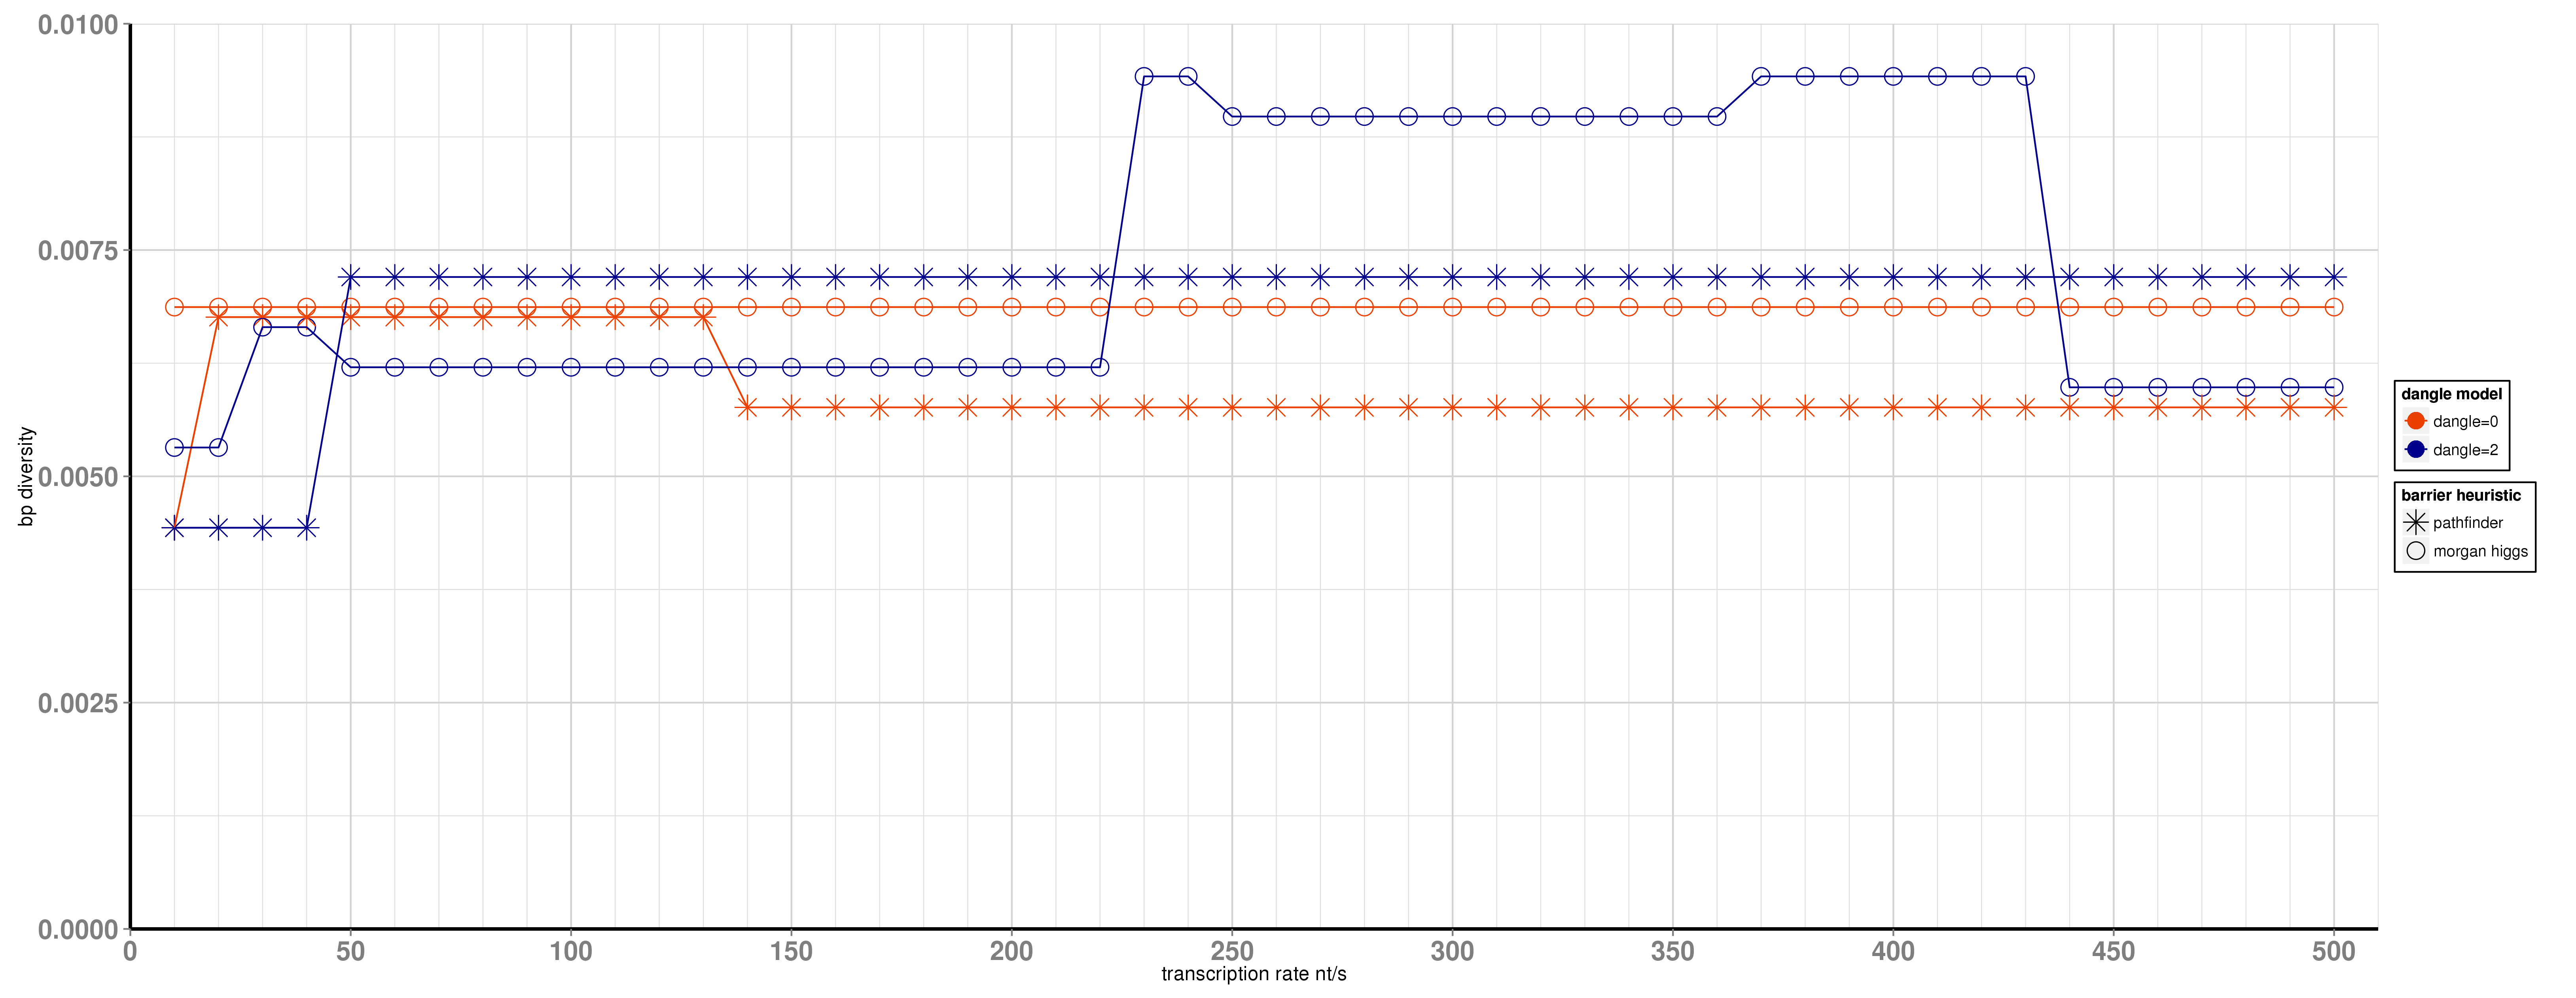 0.0100
0.0075
0.0050
0.0025
0.0000
bp diversity
0 50 100 150 200 250 300 350 400 450 500
transcription rate nt/s
dangle model
dangle=0
dangle=2
barrier heuristic
pathfinder
morgan higgs